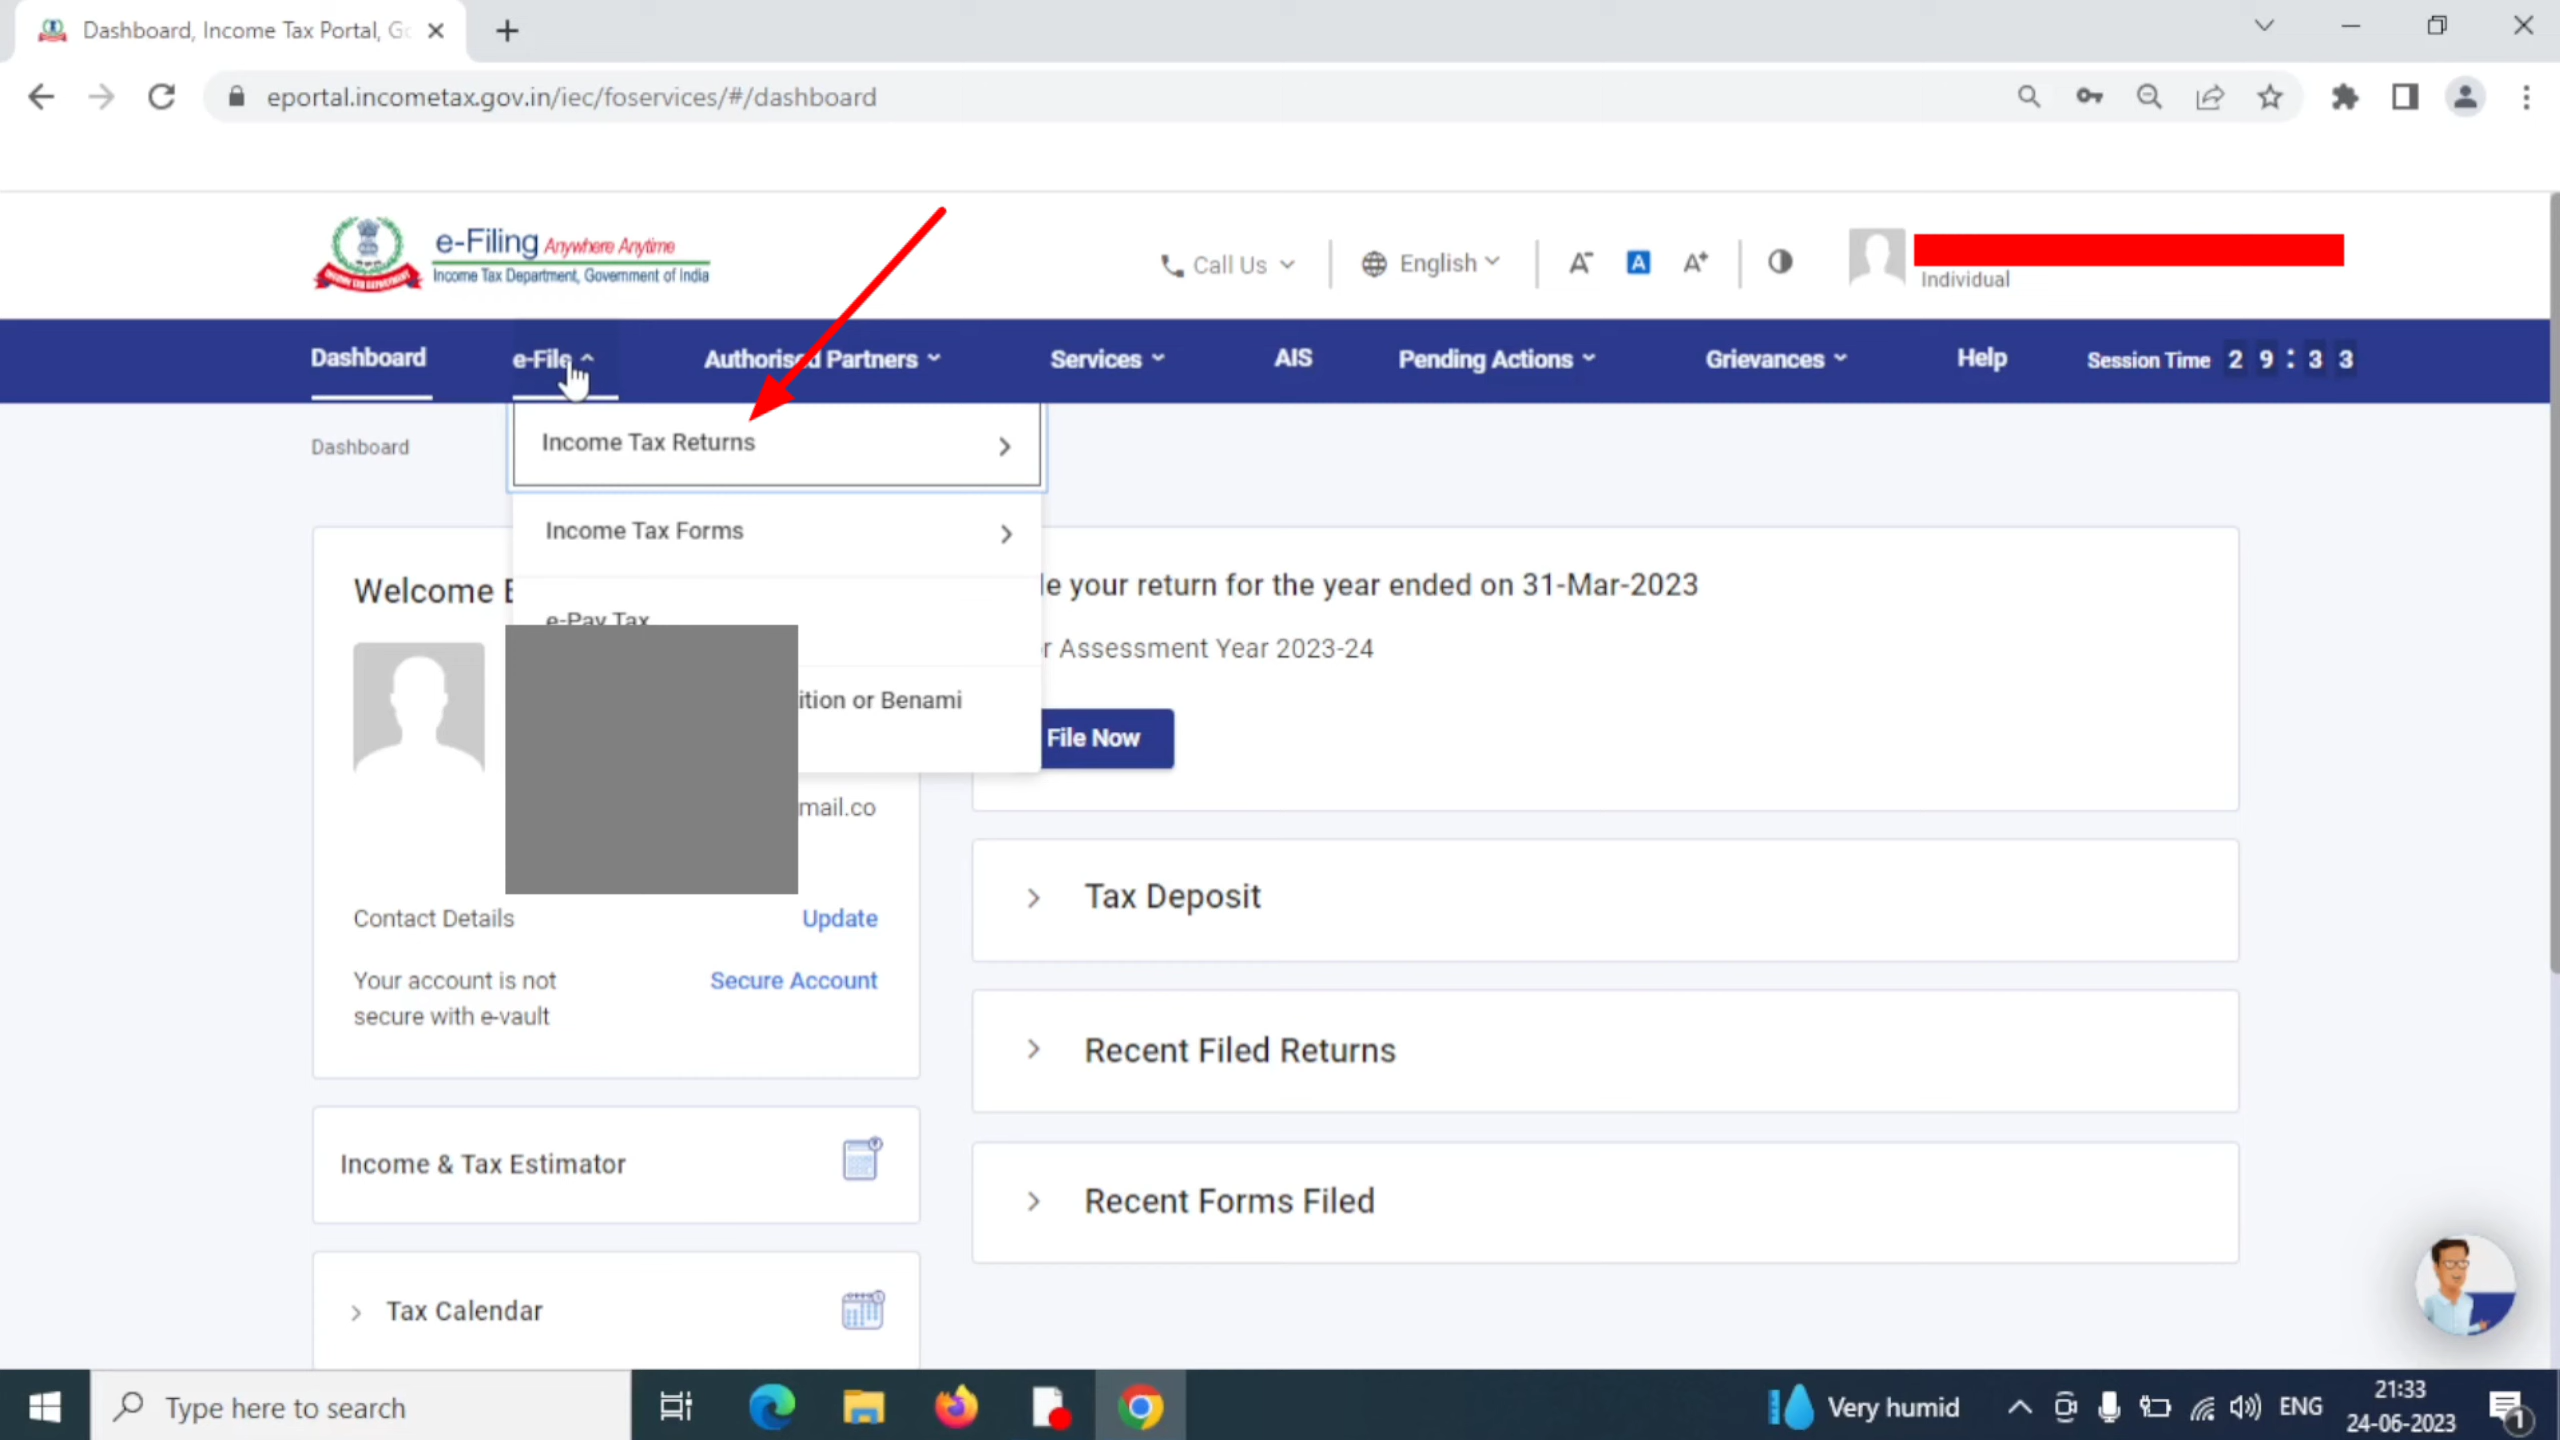 Dashboard, Income Tax Portal, Go
eportal.incometax.gov.in/iec/foservices/#/dashboard
e-Filing Anywhere Anytime
Income Tax Department, Government of India
Call Us
English
A- A A+
Individual
Dashboard
e-File
Authorised Partners
Services
AIS
Pending Actions
Grievances
Help
Session Time 2 9 : 3 3
Dashboard
Income Tax Returns
Income Tax Forms
e-Pay Tax
ition or Benami
Welcome
mail.co
Contact Details
Update
Your account is not
secure with e-vault
Secure Account
Income & Tax Estimator
Tax Calendar
le your return for the year ended on 31-Mar-2023
r Assessment Year 2023-24
File Now
Tax Deposit
Recent Filed Returns
Recent Forms Filed
Type here to search
Very humid
ENG
21:33
24-06-2023
1